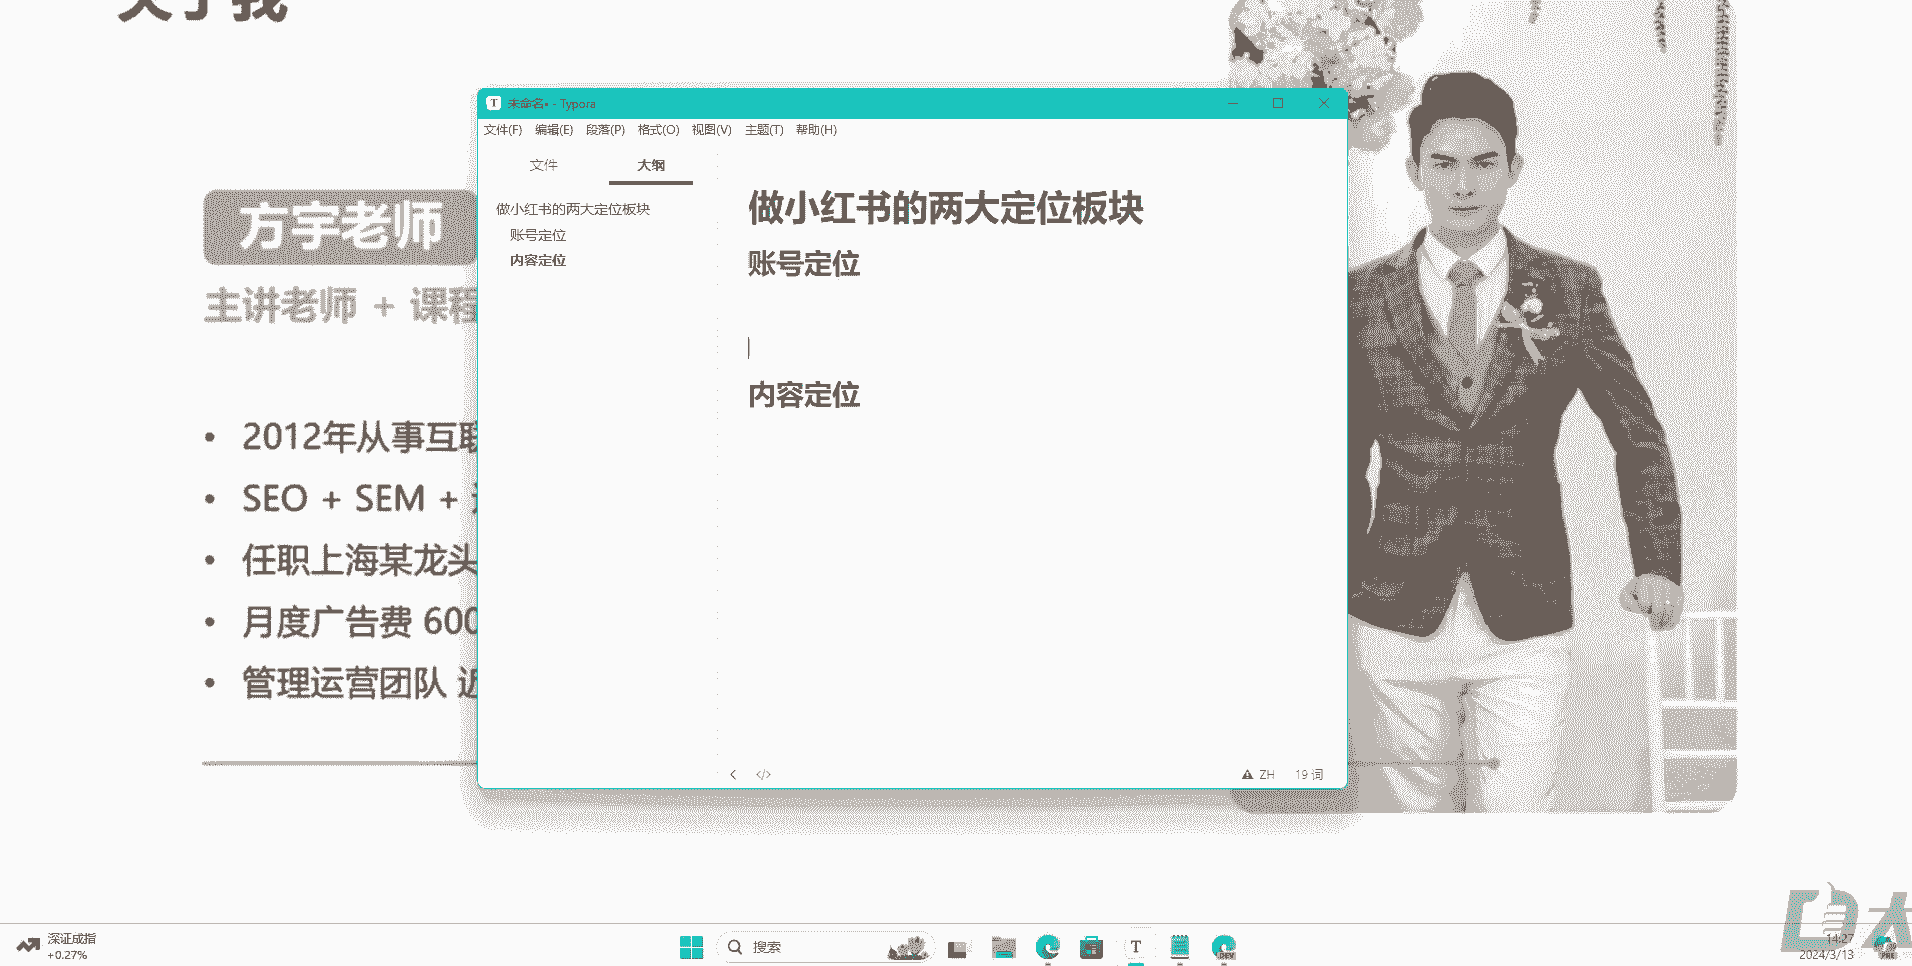 关于我
方宇老师
主讲老师 + 课程
2012年从事互联
SEO + SEM +
任职上海某龙头
月度广告费 600
管理运营团队 近
未命名• - Typora
文件(F) 编辑(E) 段落(P) 格式(O) 视图(V) 主题(T) 帮助(H)
文件 大纲
做小红书的两大定位板块
账号定位
内容定位
做小红书的两大定位板块
账号定位
内容定位
ZH 19 词
深证成指
+0.27%
搜索
T
DEV
14:27
2024/3/13
PRE